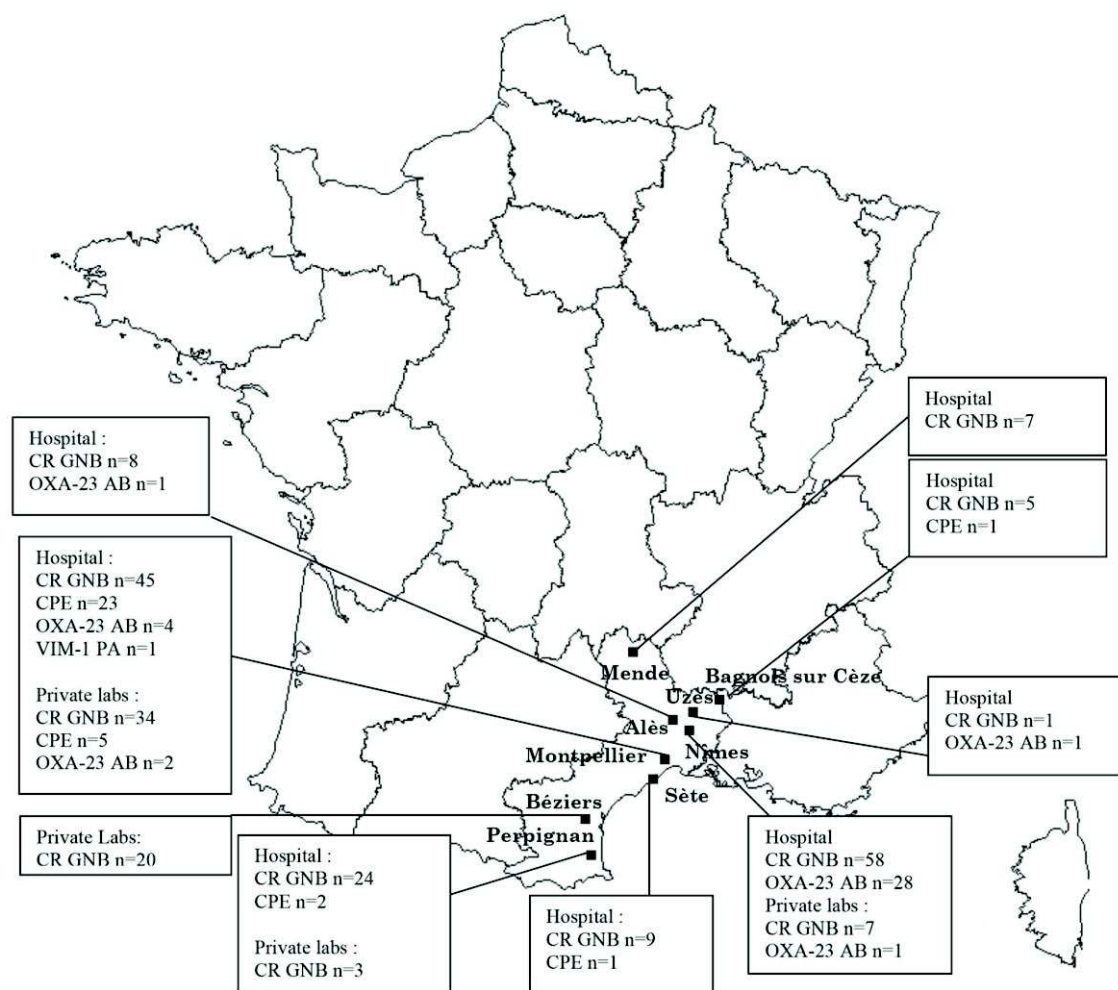 Hospital
CR GNB n=7
Hospital :
CR GNB n=8
OXA-23 AB n=1
Hospital
CR GNB n=5
CPE n=1
Hospital :
CR GNB n=45
CPE n=23
OXA-23 AB n=4
VIM-1 PA n=1
Private labs :
CR GNB n=34
CPE n=5
OXA-23 AB n=2
Mende
Bagnols sur Cèze
Uzès
Alès
Nîmes
Montpellier
Sète
Béziers
Perpignan
Hospital
CR GNB n=1
OXA-23 AB n=1
Private Labs:
CR GNB n=20
Hospital :
CR GNB n=24
CPE n=2
Private labs :
CR GNB n=3
Hospital :
CR GNB n=9
CPE n=1
Hospital
CR GNB n=58
OXA-23 AB n=28
Private labs :
CR GNB n=7
OXA-23 AB n=1